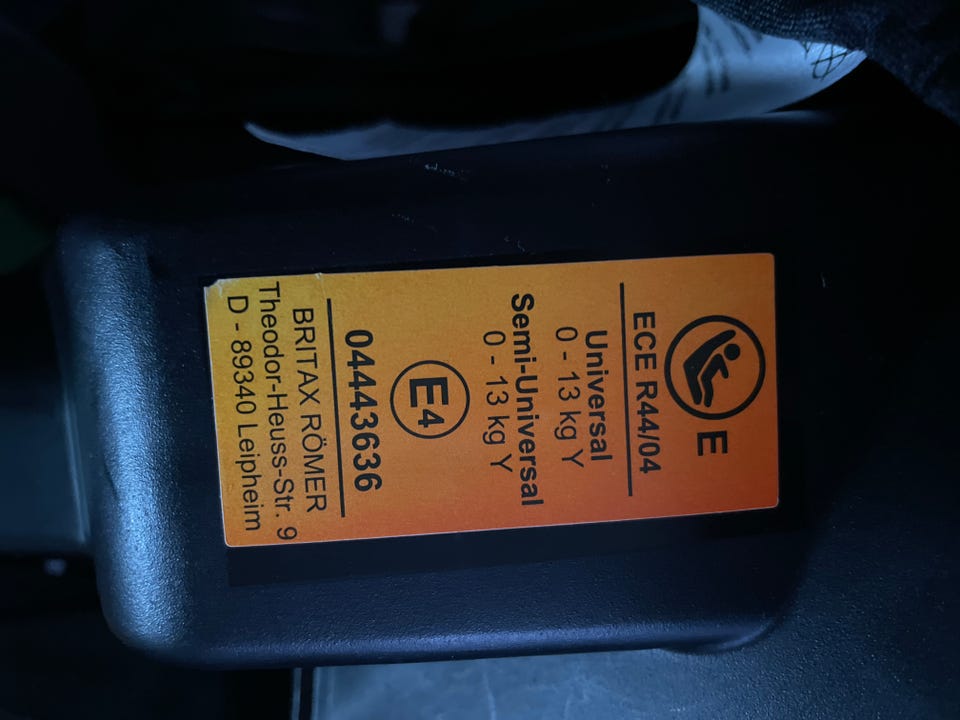 E
ECE R44/04
Universal
0 - 13 kg Y
Semi-Universal
0 - 13 kg Y
E4
04443636
BRITAX RÖMER
Theodor-Heuss-Str. 9
D - 89340 Leipheim